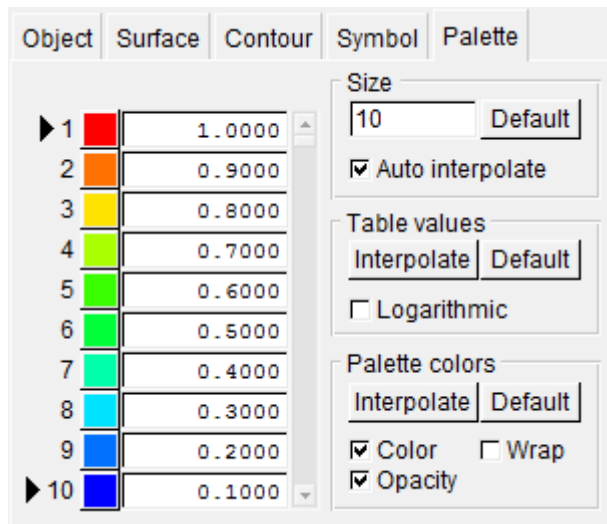 Object Surface Contour Symbol Palette
1 1.0000
2 0.9000
3 0.8000
4 0.7000
5 0.6000
6 0.5000
7 0.4000
8 0.3000
9 0.2000
10 0.1000
Size
10 Default
Auto interpolate
Table values
Interpolate Default
Logarithmic
Palette colors
Interpolate Default
Color Wrap
Opacity